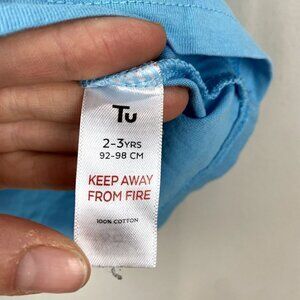 Tu
2-3YRS
92-98 CM
KEEP AWAY
FROM FIRE
100% COTTON